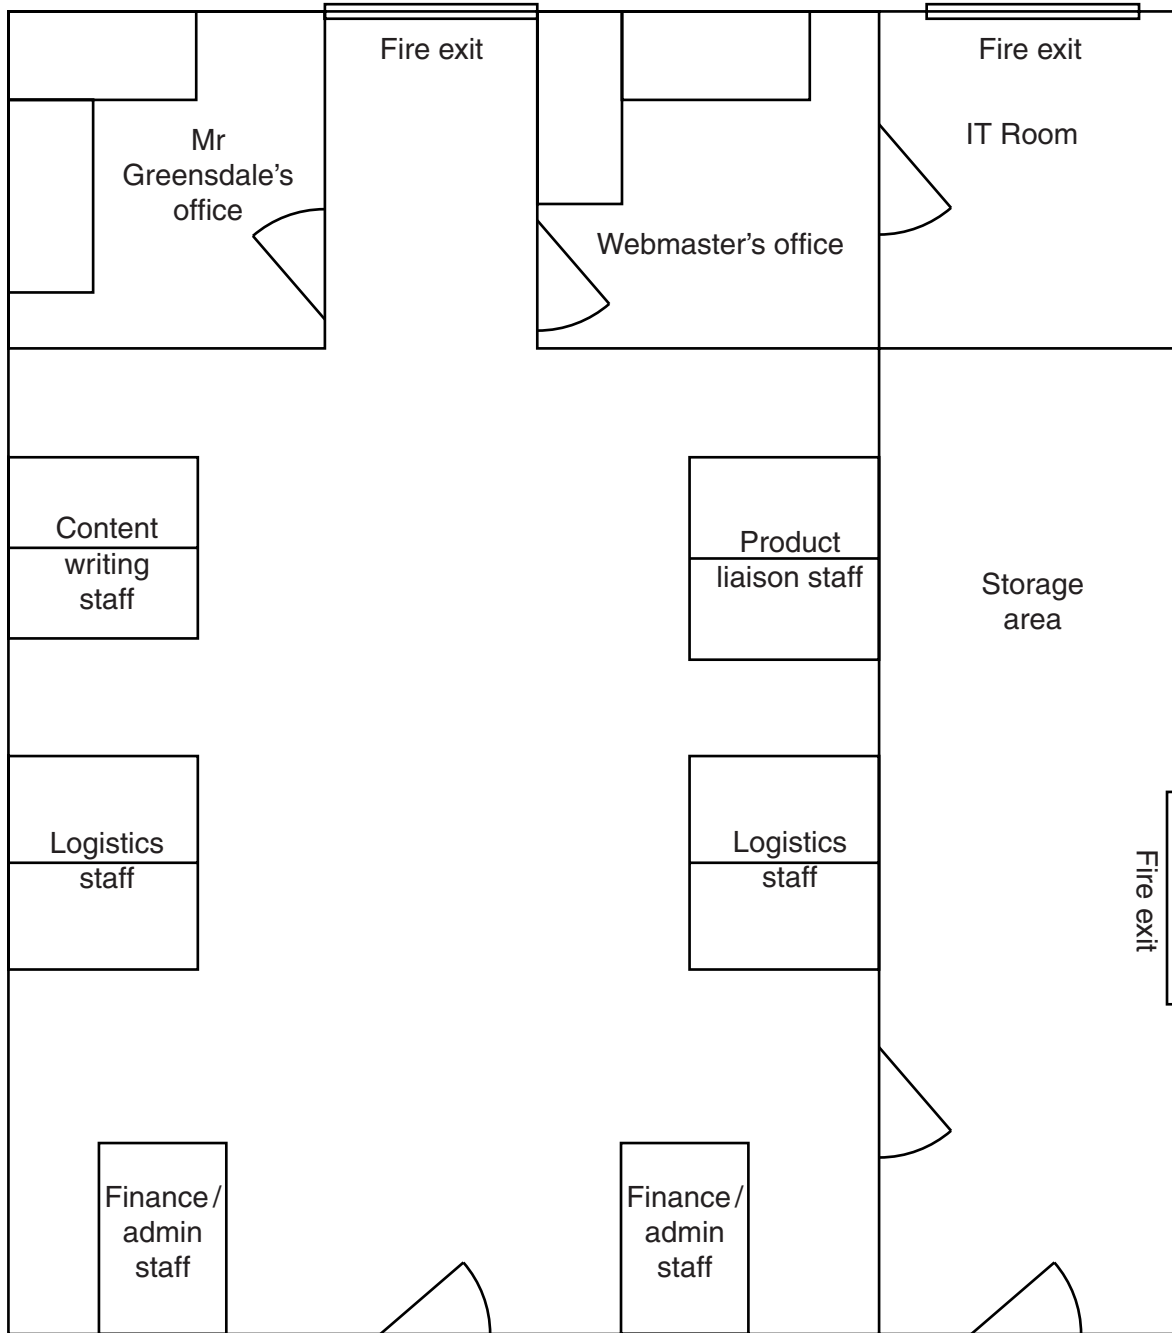 Fire exit
Fire exit
Mr
Greensdale’s
office
IT Room
Webmaster’s office
Content
writing
staff
Product
liaison staff
Storage
area
Logistics
staff
Logistics
staff
Fire exit
Finance/
admin
staff
Finance/
admin
staff